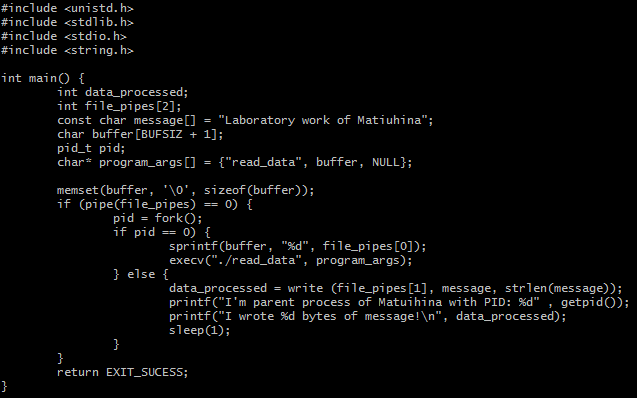 #include <unistd.h>
#include <stdlib.h>
#include <stdio.h>
#include <string.h>

int main() {
        int data_processed;
        int file_pipes[2];
        const char message[] = "Laboratory work of Matiuhina";
        char buffer[BUFSIZ + 1];
        pid_t pid;
        char* program_args[] = {"read_data", buffer, NULL};

        memset(buffer, '\0', sizeof(buffer));
        if (pipe(file_pipes) == 0) {
                pid = fork();
                if pid == 0) {
                        sprintf(buffer, "%d", file_pipes[0]);
                        execv("./read_data", program_args);
                } else {
                        data_processed = write (file_pipes[1], message, strlen(message));
                        printf("I'm parent process of Matuihina with PID: %d" , getpid());
                        printf("I wrote %d bytes of message!\n", data_processed);
                        sleep(1);
                }
        }
        return EXIT_SUCESS;
}